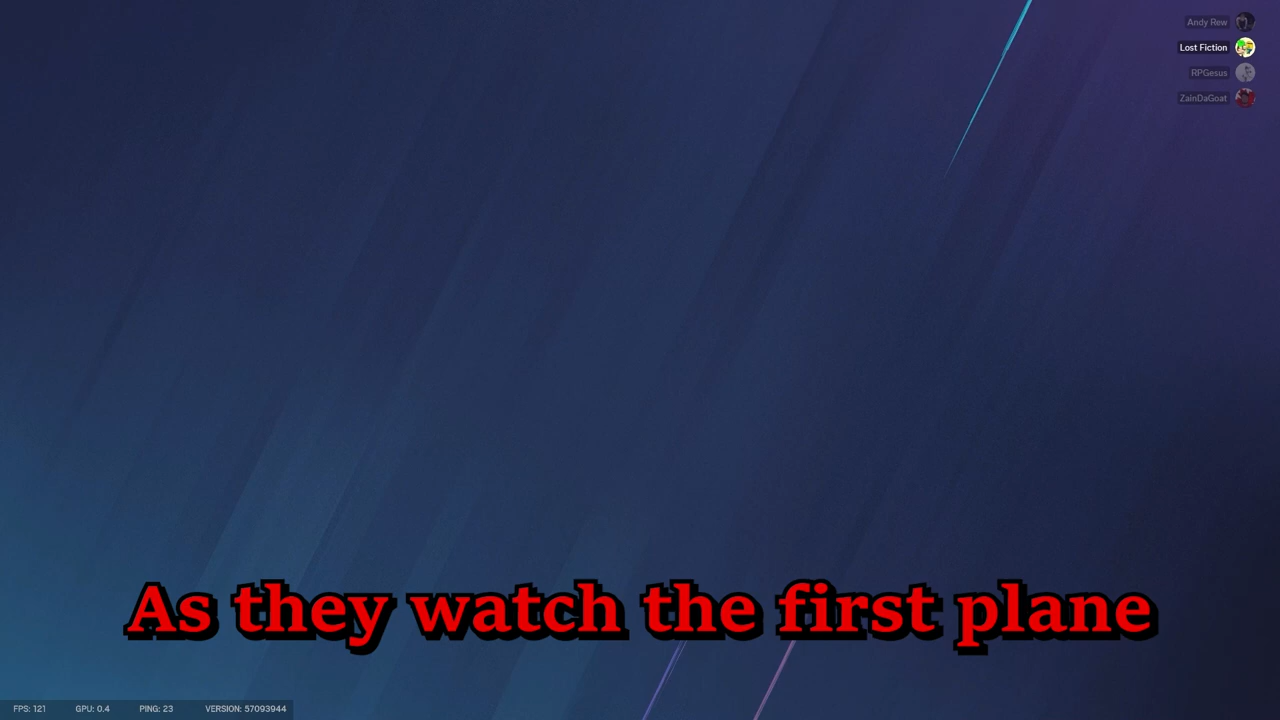 Andy Rew
Lost Fiction
RPGesus
ZainDaGoat
As they watch the first plane
FPS: 121 GPU: 0.4 PING: 23 VERSION: 57093944